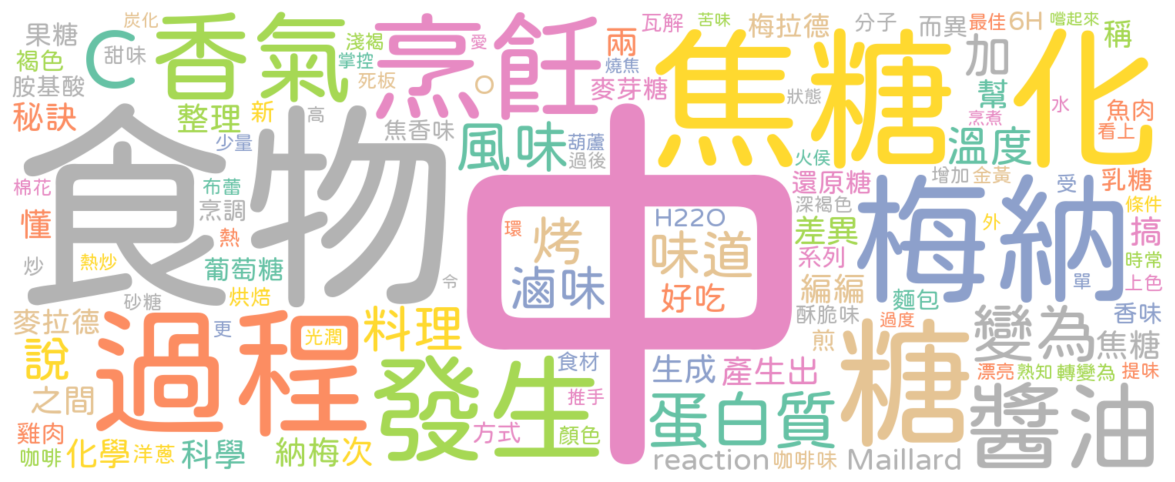 炭化
淺褐
愛
兩
瓦解
苦味
梅拉德
分子
而異
最佳
6H
嚐起來
稱
果糖
褐色
C
甜味
香氣
掌控
死板
烹飪
O
燒焦
麥芽糖
焦糖化
狀態
加
幫
水
魚肉
看上
胺基酸
秘訣
整理
新
高
焦香味
風味
葫蘆
過後
火侯
烹煮
溫度
少量
食物
中
棉花
布蕾
烹調
懂
熱
炒
熱炒
葡萄糖
砂糖
烘焙
令
環
烤
H22O
味道
滷味
好吃
還原糖
增加
金黃
受
乳糖
條件
深褐色
差異
外
梅納
搞
系列
時常
單
上色
編編
麵包
酥脆味
過度
香味
麥拉德
更
光潤
料理
說
過程
煎
糖
變為
焦糖
之間
發生
食材
推手
生成
產生出
漂亮
熟知
轉變為
提味
雞肉
咖啡
化學
洋蔥
科學
納梅
次
方式
顏色
蛋白質
醬油
reaction
咖啡味
Maillard